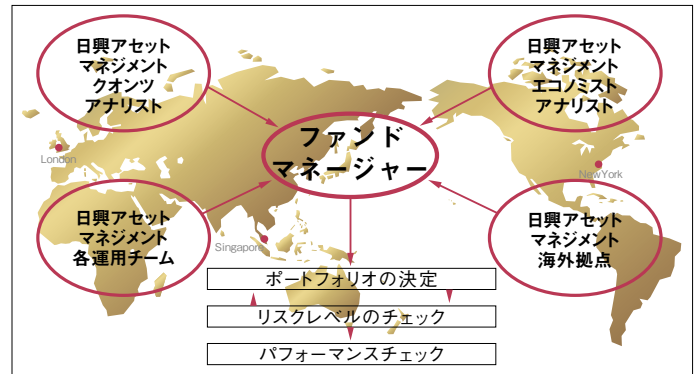 日興アセット
マネジメント
クオンツ
アナリスト
日興アセット
マネジメント
エコノミスト
アナリスト
ファンド
マネージャー
London
NewYork
日興アセット
マネジメント
各運用チーム
Singapore
日興アセット
マネジメント
海外拠点
ポートフォリオの決定
リスクレベルのチェック
パフォーマンスチェック